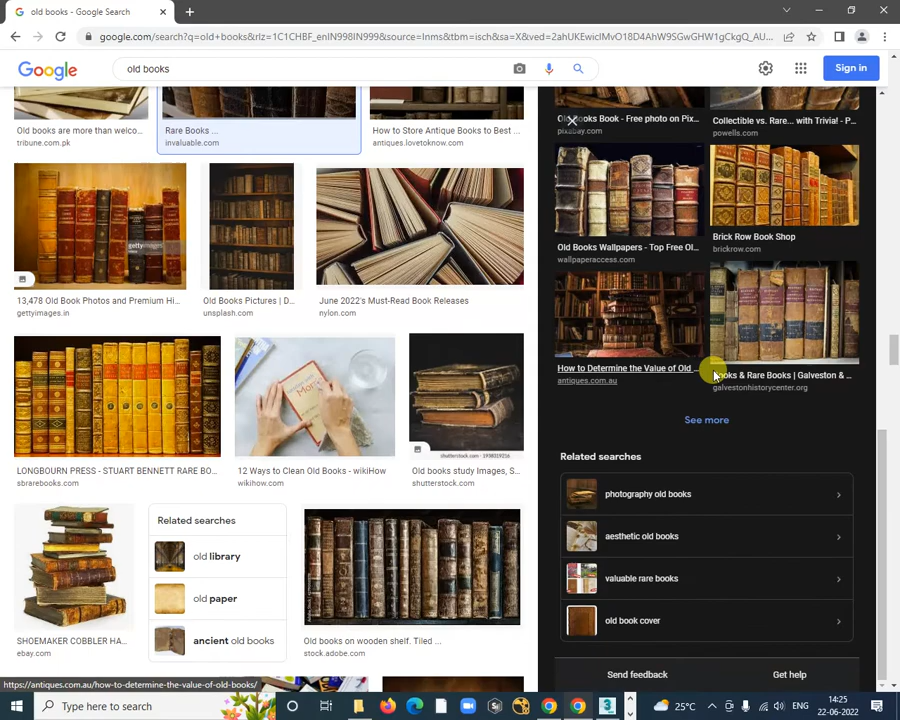 old books - Google Search
google.com/search?q=old+books&rlz=1C1CHBF_enIN998IN999&source=lnms&tbm=isch&sa=X&ved=2ahUKEwicIMvO18D4AhW9SGwGHW1gCkgQ_AU...
Google
old books
Sign in
Old books are more than welco...
tribune.com.pk
Rare Books ...
invaluable.com
How to Store Antique Books to Best ...
antiques.lovetoknow.com
gettyimages
13,478 Old Book Photos and Premium Hi...
gettyimages.in
Old Books Pictures | D...
unsplash.com
June 2022's Must-Read Book Releases
nylon.com
LONGBOURN PRESS - STUART BENNETT RARE BO...
sbrarebooks.com
12 Ways to Clean Old Books - wikiHow
wikihow.com
Old books study Images, S...
shutterstock.com
SHOEMAKER COBBLER HA...
ebay.com
Related searches
old library
old paper
ancient old books
Old books on wooden shelf. Tiled ...
stock.adobe.com
https://antiques.com.au/how-to-determine-the-value-of-old-books/
Old Books Book - Free photo on Pix...
pixabay.com
Collectible vs. Rare... with Trivia! - P...
powells.com
Old Books Wallpapers - Top Free Ol...
wallpaperaccess.com
Brick Row Book Shop
brickrow.com
How to Determine the Value of Old ...
antiques.com.au
& Rare Books | Galveston & ...
galvestonhistorycenter.org
See more
Related searches
photography old books
aesthetic old books
valuable rare books
old book cover
Send feedback
Get help
Type here to search
25°C
ENG
14:25
22-06-2022